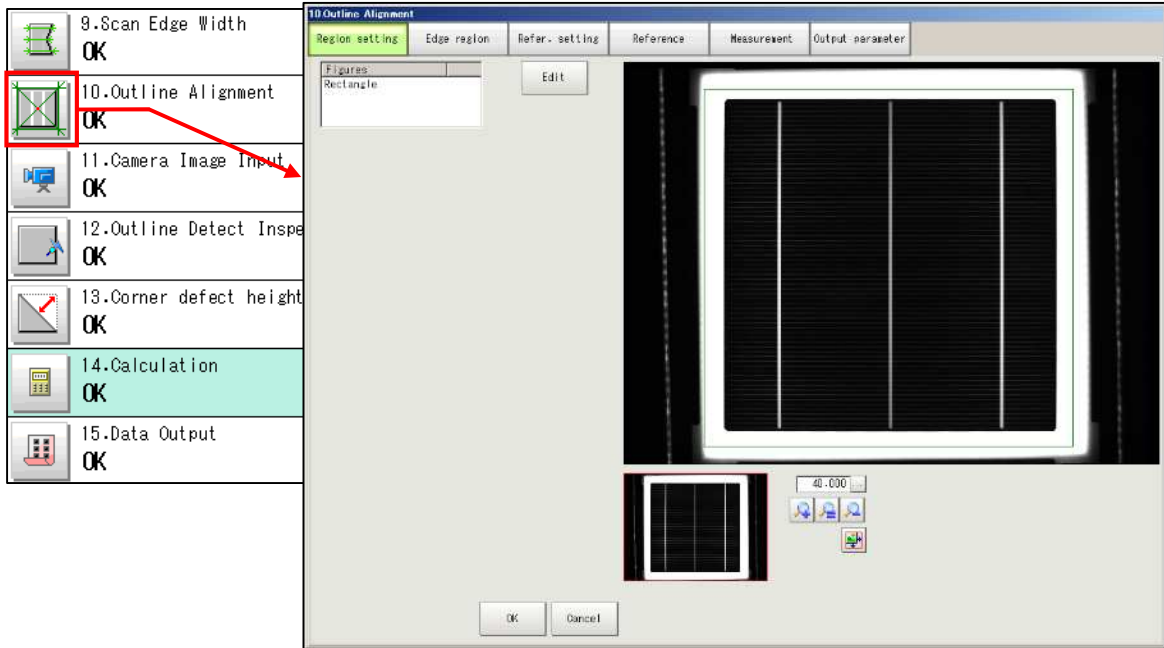 9.Scan Edge Width
OK
10.Outline Alignment
OK
11.Camera Image Input
OK
12.Outline Detect Inspe
OK
13.Corner defect height
OK
14.Calculation
OK
15.Data Output
OK
10.Outline Alignment
Region setting
Edge region
Refer. setting
Reference
Measurement
Output parameter
Figures
Rectangle
Edit
40.000
...
OK
Cancel